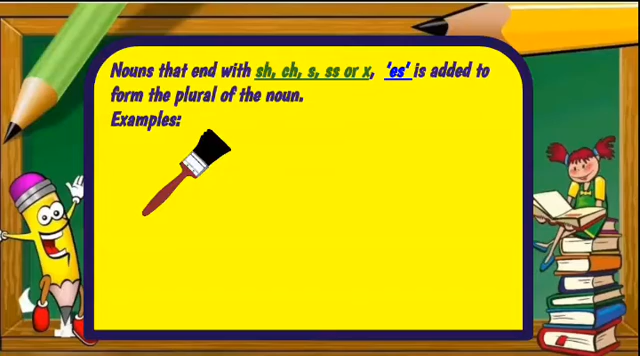 Nouns that end with sh, ch, s, ss or x, 'es' is added to
form the plural of the noun.
Examples: